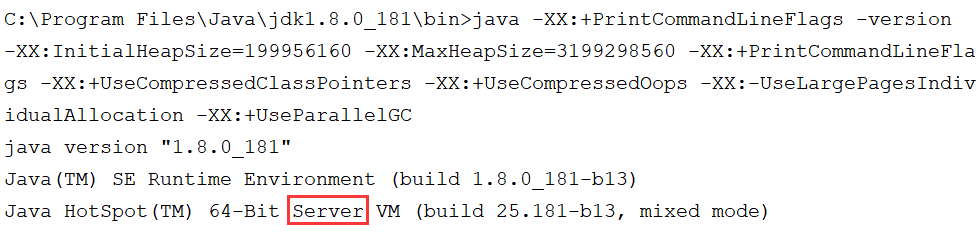 C:\Program Files\Java\jdk1.8.0_181\bin>java -XX:+PrintCommandLineFlags -version
-XX:InitialHeapSize=199956160 -XX:MaxHeapSize=3199298560 -XX:+PrintCommandLineFla
gs -XX:+UseCompressedClassPointers -XX:+UseCompressedOops -XX:-UseLargePagesIndiv
idualAllocation -XX:+UseParallelGC
java version "1.8.0_181"
Java(TM) SE Runtime Environment (build 1.8.0_181-b13)
Java HotSpot(TM) 64-Bit Server VM (build 25.181-b13, mixed mode)